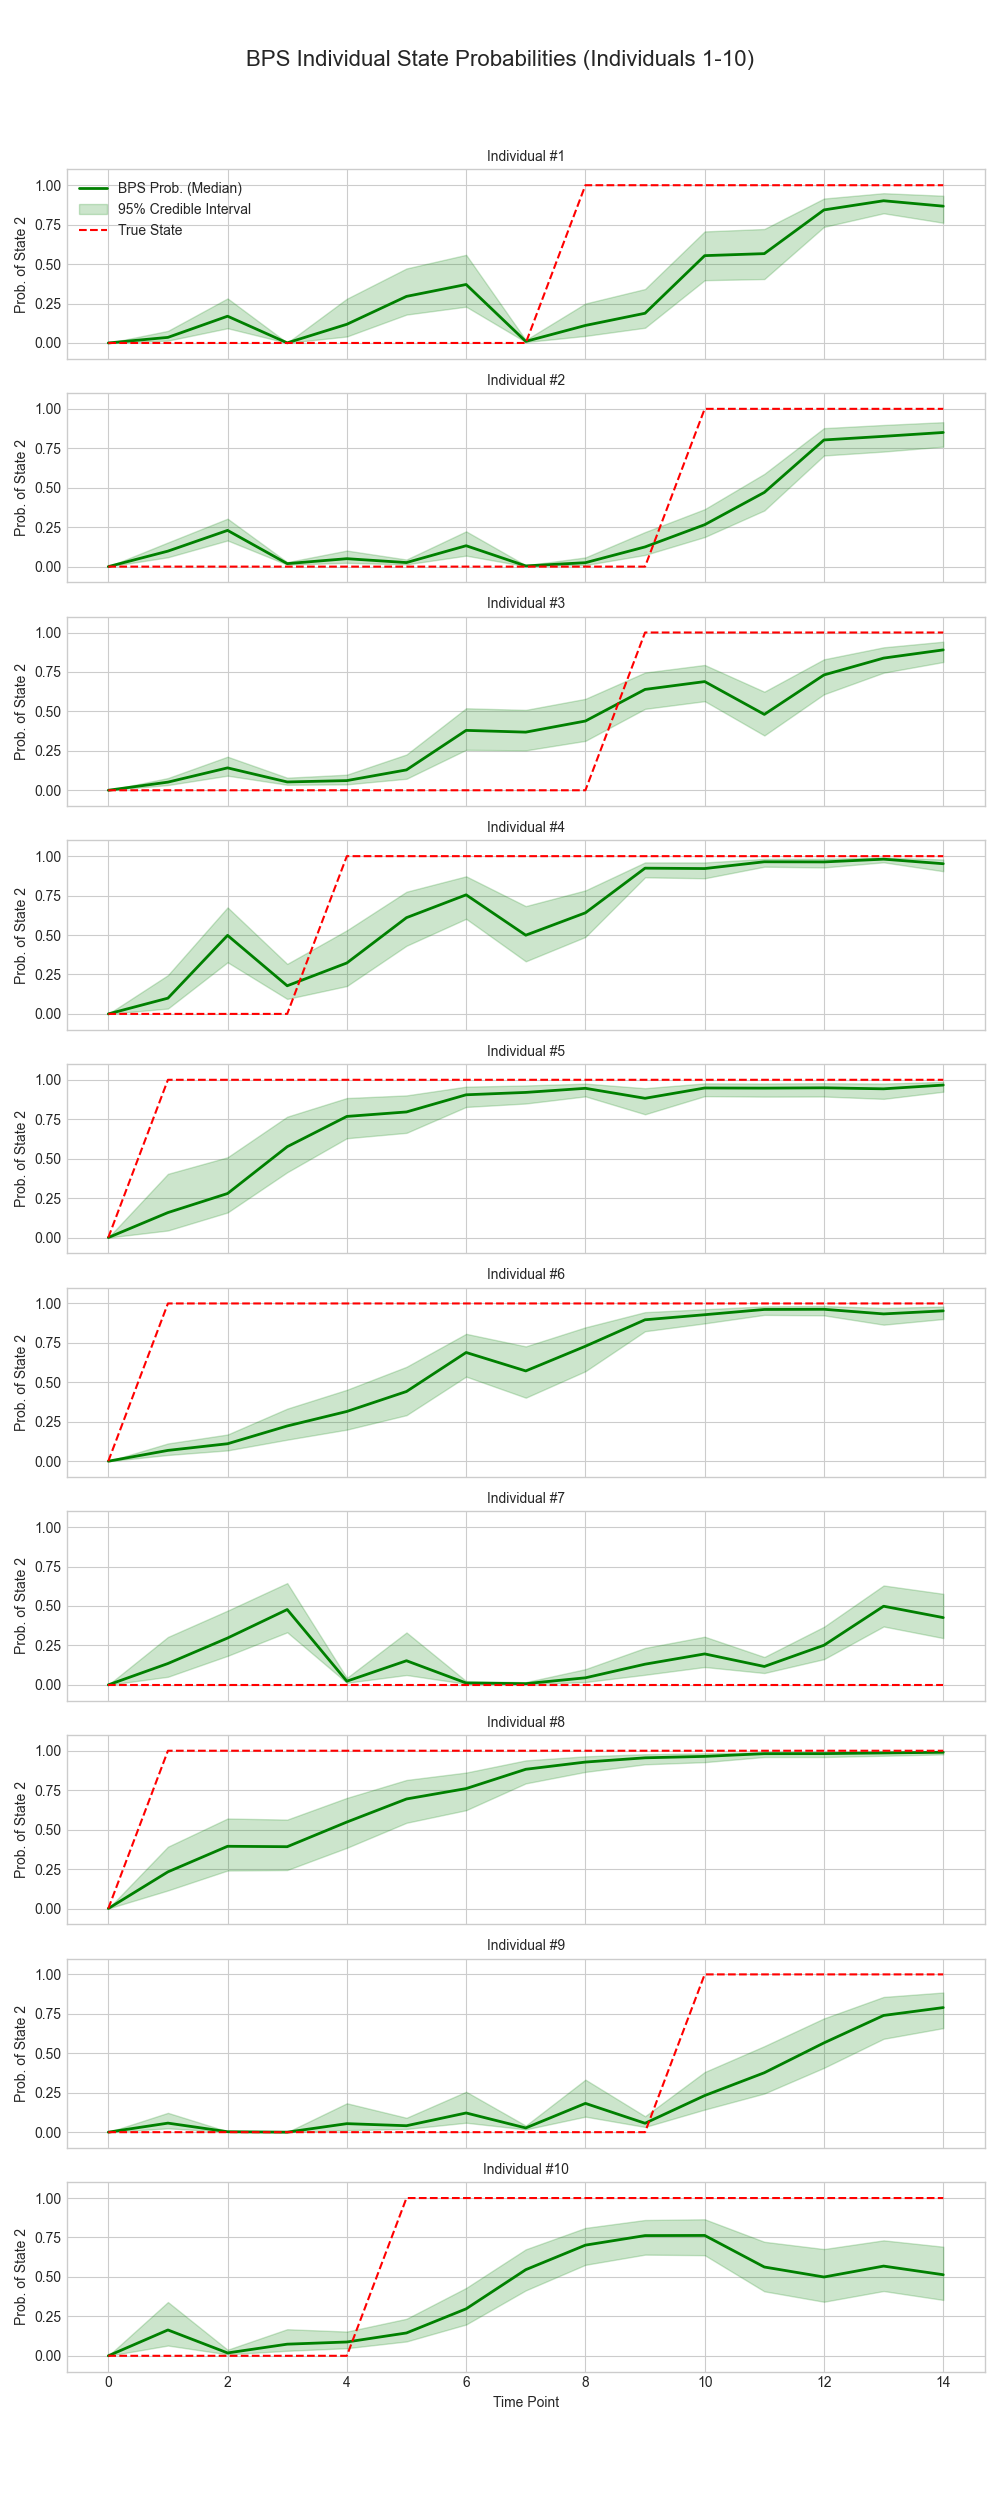 BPS Individual State Probabilities (Individuals 1-10)
Individual #1
1.00
0.75
0.50
0.25
0.00
Prob. of State 2
BPS Prob. (Median)
95% Credible Interval
True State
Individual #2
1.00
0.75
0.50
0.25
0.00
Prob. of State 2
Individual #3
1.00
0.75
0.50
0.25
0.00
Prob. of State 2
Individual #4
1.00
0.75
0.50
0.25
0.00
Prob. of State 2
Individual #5
1.00
0.75
0.50
0.25
0.00
Prob. of State 2
Individual #6
1.00
0.75
0.50
0.25
0.00
Prob. of State 2
Individual #7
1.00
0.75
0.50
0.25
0.00
Prob. of State 2
Individual #8
1.00
0.75
0.50
0.25
0.00
Prob. of State 2
Individual #9
1.00
0.75
0.50
0.25
0.00
Prob. of State 2
Individual #10
1.00
0.75
0.50
0.25
0.00
Prob. of State 2
0 2 4 6 8 10 12 14
Time Point